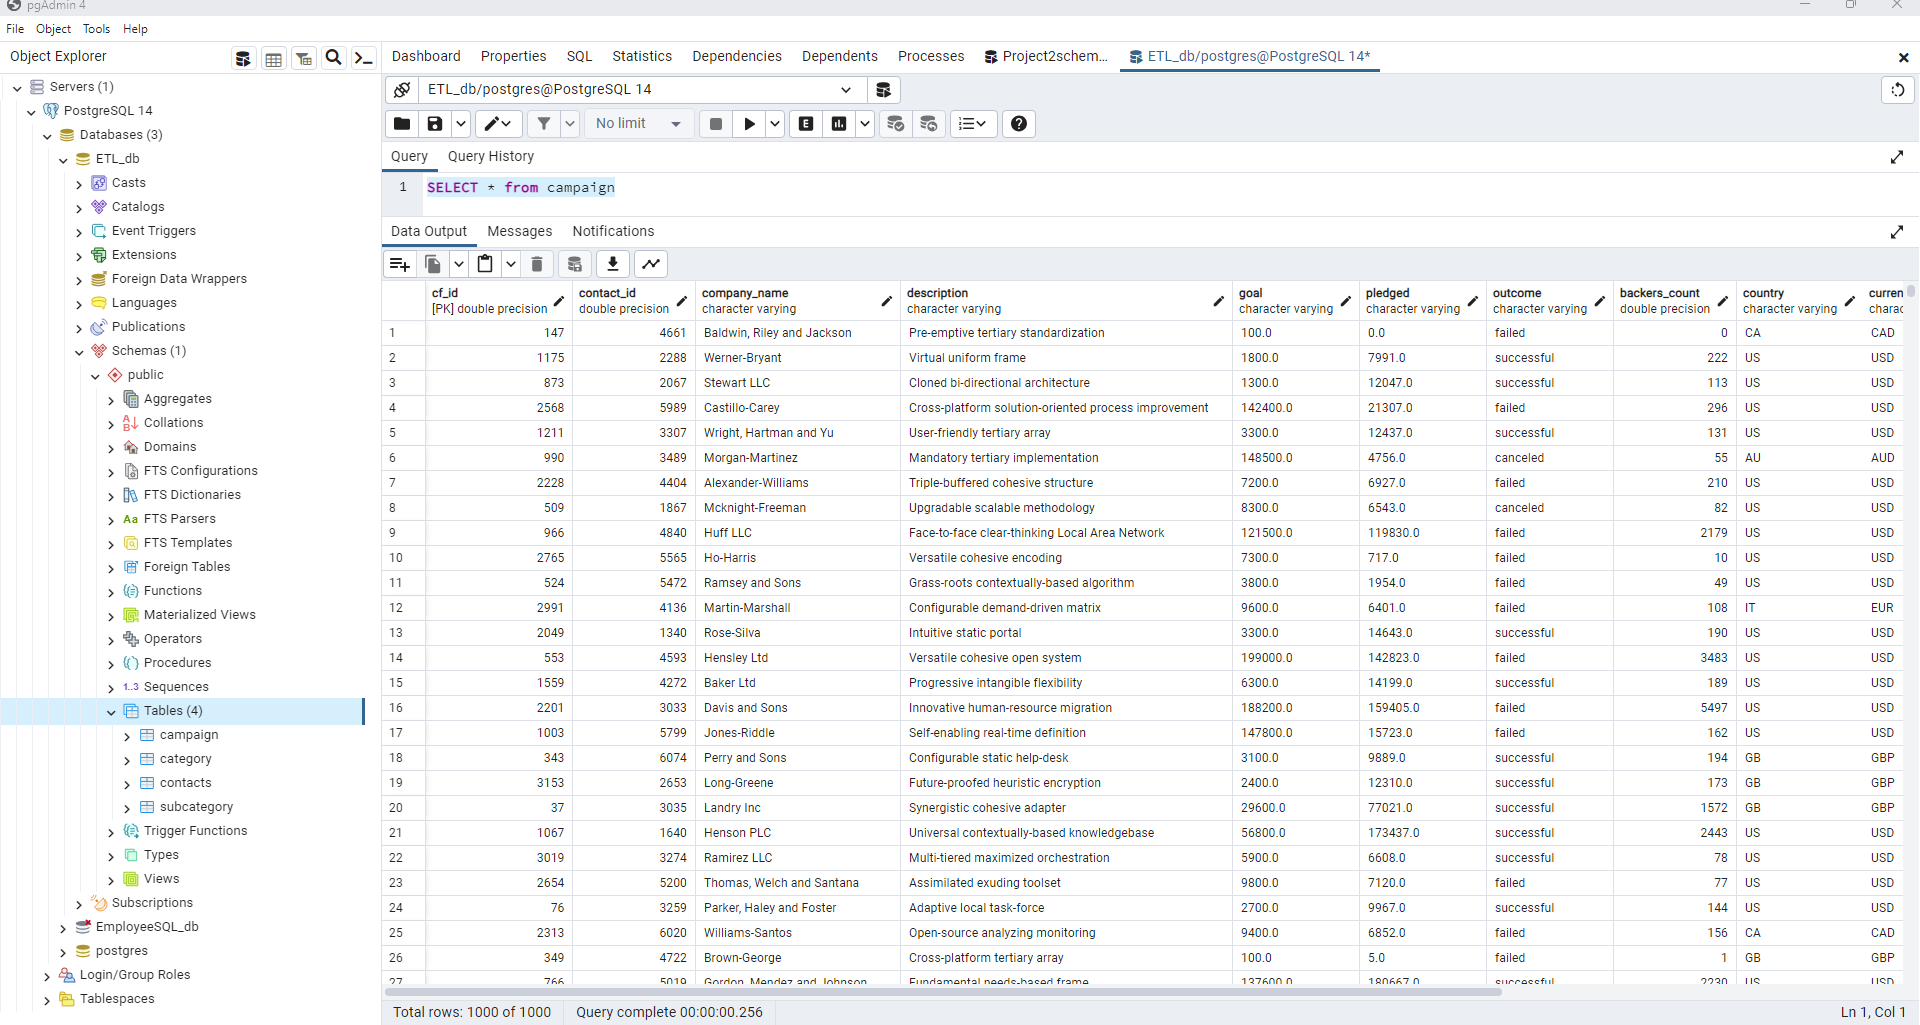 pgAdmin 4
File Object Tools Help
Object Explorer
Servers (1)
PostgreSQL 14
Databases (3)
ETL_db
Casts
Catalogs
Event Triggers
Extensions
Foreign Data Wrappers
Languages
Publications
Schemas (1)
public
Aggregates
Collations
Domains
FTS Configurations
FTS Dictionaries
Aa FTS Parsers
FTS Templates
Foreign Tables
Functions
Materialized Views
Operators
Procedures
1..3 Sequences
Tables (4)
campaign
category
contacts
subcategory
Trigger Functions
Types
Views
Subscriptions
EmployeeSQL_db
postgres
Login/Group Roles
Tablespaces
Dashboard Properties SQL Statistics Dependencies Dependents Processes Project2schem... ETL_db/postgres@PostgreSQL 14*
ETL_db/postgres@PostgreSQL 14
No limit E
Query Query History
1 SELECT * from campaign
Data Output Messages Notifications
cf_id contact_id company_name description goal pledged outcome backers_count country curren
[PK] double precision double precision character varying character varying character varying character varying character varying double precision character varying charac
1 147 4661 Baldwin, Riley and Jackson Pre-emptive tertiary standardization 100.0 0.0 failed 0 CA CAD
2 1175 2288 Werner-Bryant Virtual uniform frame 1800.0 7991.0 successful 222 US USD
3 873 2067 Stewart LLC Cloned bi-directional architecture 1300.0 12047.0 successful 113 US USD
4 2568 5989 Castillo-Carey Cross-platform solution-oriented process improvement 142400.0 21307.0 failed 296 US USD
5 1211 3307 Wright, Hartman and Yu User-friendly tertiary array 3300.0 12437.0 successful 131 US USD
6 990 3489 Morgan-Martinez Mandatory tertiary implementation 148500.0 4756.0 canceled 55 AU AUD
7 2228 4404 Alexander-Williams Triple-buffered cohesive structure 7200.0 6927.0 failed 210 US USD
8 509 1867 Mcknight-Freeman Upgradable scalable methodology 8300.0 6543.0 canceled 82 US USD
9 966 4840 Huff LLC Face-to-face clear-thinking Local Area Network 121500.0 119830.0 failed 2179 US USD
10 2765 5565 Ho-Harris Versatile cohesive encoding 7300.0 717.0 failed 10 US USD
11 524 5472 Ramsey and Sons Grass-roots contextually-based algorithm 3800.0 1954.0 failed 49 US USD
12 2991 4136 Martin-Marshall Configurable demand-driven matrix 9600.0 6401.0 failed 108 IT EUR
13 2049 1340 Rose-Silva Intuitive static portal 3300.0 14643.0 successful 190 US USD
14 553 4593 Hensley Ltd Versatile cohesive open system 199000.0 142823.0 failed 3483 US USD
15 1559 4272 Baker Ltd Progressive intangible flexibility 6300.0 14199.0 successful 189 US USD
16 2201 3033 Davis and Sons Innovative human-resource migration 188200.0 159405.0 failed 5497 US USD
17 1003 5799 Jones-Riddle Self-enabling real-time definition 147800.0 15723.0 failed 162 US USD
18 343 6074 Perry and Sons Configurable static help-desk 3100.0 9889.0 successful 194 GB GBP
19 3153 2653 Long-Greene Future-proofed heuristic encryption 2400.0 12310.0 successful 173 GB GBP
20 37 3035 Landry Inc Synergistic cohesive adapter 29600.0 77021.0 successful 1572 GB GBP
21 1067 1640 Henson PLC Universal contextually-based knowledgebase 56800.0 173437.0 successful 2443 US USD
22 3019 3274 Ramirez LLC Multi-tiered maximized orchestration 5900.0 6608.0 successful 78 US USD
23 2654 5200 Thomas, Welch and Santana Assimilated exuding toolset 9800.0 7120.0 failed 77 US USD
24 76 3259 Parker, Haley and Foster Adaptive local task-force 2700.0 9967.0 successful 144 US USD
25 2313 6020 Williams-Santos Open-source analyzing monitoring 9400.0 6852.0 failed 156 CA CAD
26 349 4722 Brown-George Cross-platform tertiary array 100.0 5.0 failed 1 GB GBP
27 766 5019 Gordon, Mendez and Johnson Fundamental needs-based frame 137600.0 180667.0 successful 2230 US USD
Total rows: 1000 of 1000 Query complete 00:00:00.256 Ln 1, Col 1